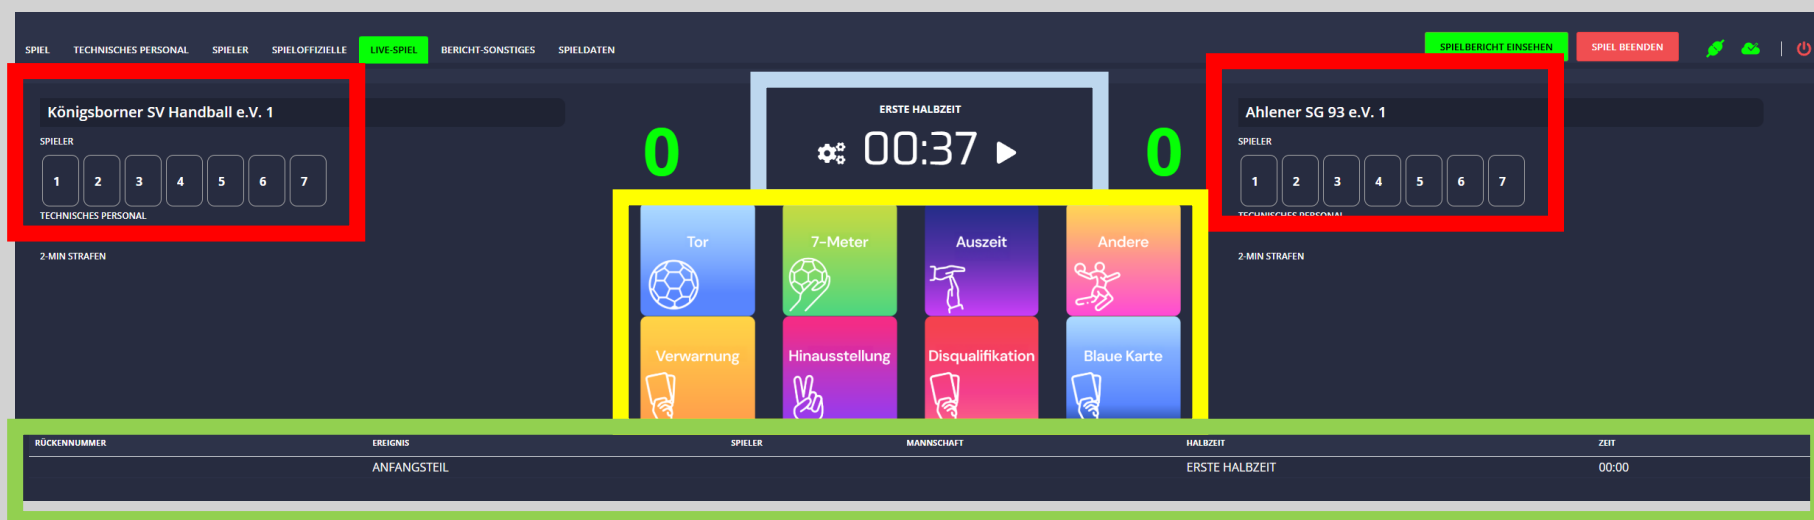 SPIEL TECHNISCHES PERSONAL SPIELER SPIELOFFIZIELLE LIVE-SPIEL BERICHT-SONSTIGES SPIELDATEN SPIELBERICHT EINSEHEN SPIEL BEENDEN
Königsborner SV Handball e.V. 1
SPIELER
1 2 3 4 5 6 7
TECHNISCHES PERSONAL
2-MIN STRAFEN
0
ERSTE HALBZEIT
00:37
0
Ahlener SG 93 e.V. 1
SPIELER
1 2 3 4 5 6 7
TECHNISCHES PERSONAL
2-MIN STRAFEN
Tor 7-Meter Auszeit Andere
Verwarnung Hinausstellung Disqualifikation Blaue Karte
RÜCKENNUMMER EREIGNIS SPIELER MANNSCHAFT HALBZEIT ZEIT
ANFANGSTEIL ERSTE HALBZEIT 00:00